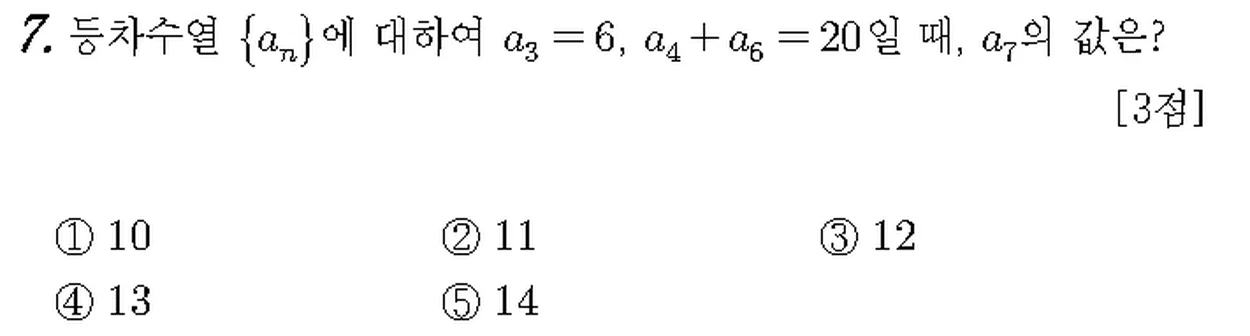 7. 등차수열 {aₙ}에 대하여 a₃ = 6, a₄ + a₆ = 20일 때, a₇의 값은?
[3점]
① 10 ② 11 ③ 12
④ 13 ⑤ 14